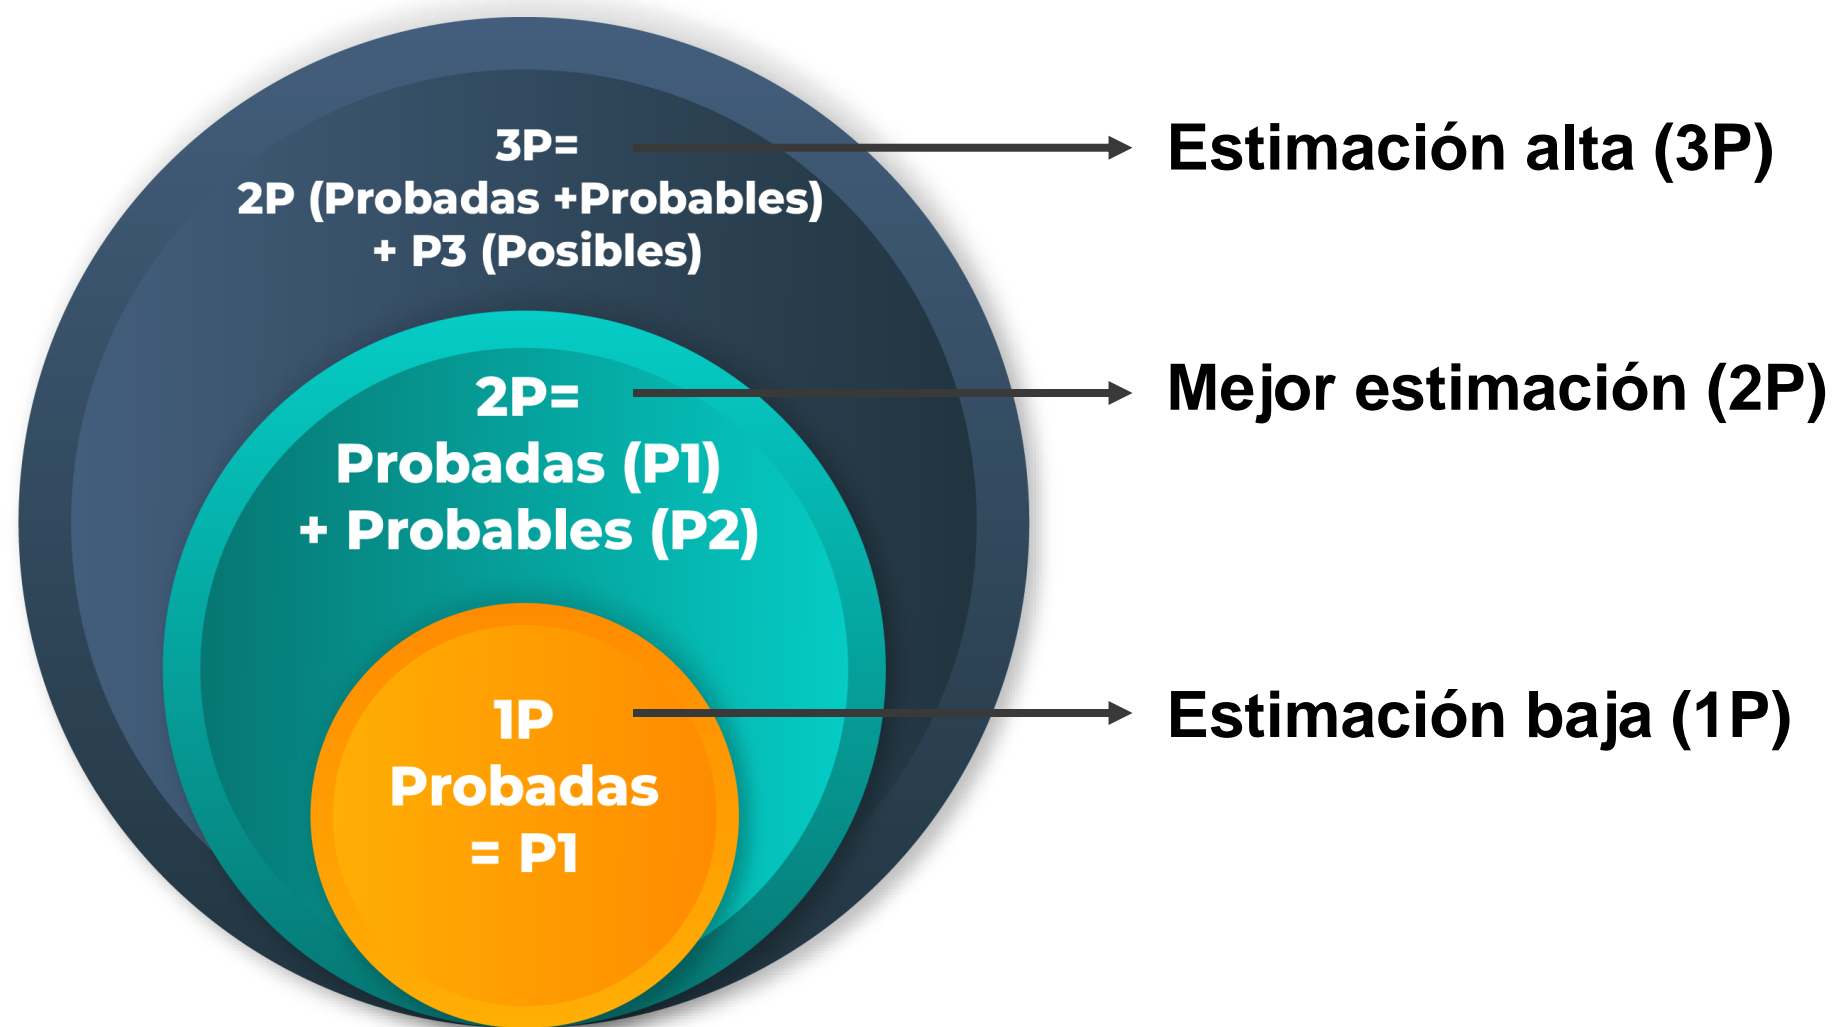 3P=
2P (Probadas +Probables)
+ P3 (Posibles)
Estimación alta (3P)
2P=
Probadas (P1)
+ Probables (P2)
Mejor estimación (2P)
1P
Probadas
= P1
Estimación baja (1P)